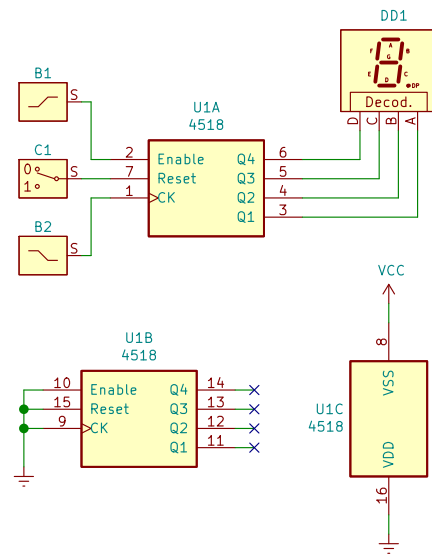 DD1
A
F
B
G
E
C
D
DP
Decod.
D C B A
B1
S
C1
0
1
S
B2
S
U1A
4518
2 Enable Q4 6
7 Reset Q3 5
1 CK Q2 4
Q1 3
VCC
U1B
4518
10 Enable Q4 14
15 Reset Q3 13
9 CK Q2 12
Q1 11
8
VSS
U1C
4518
VDD
16